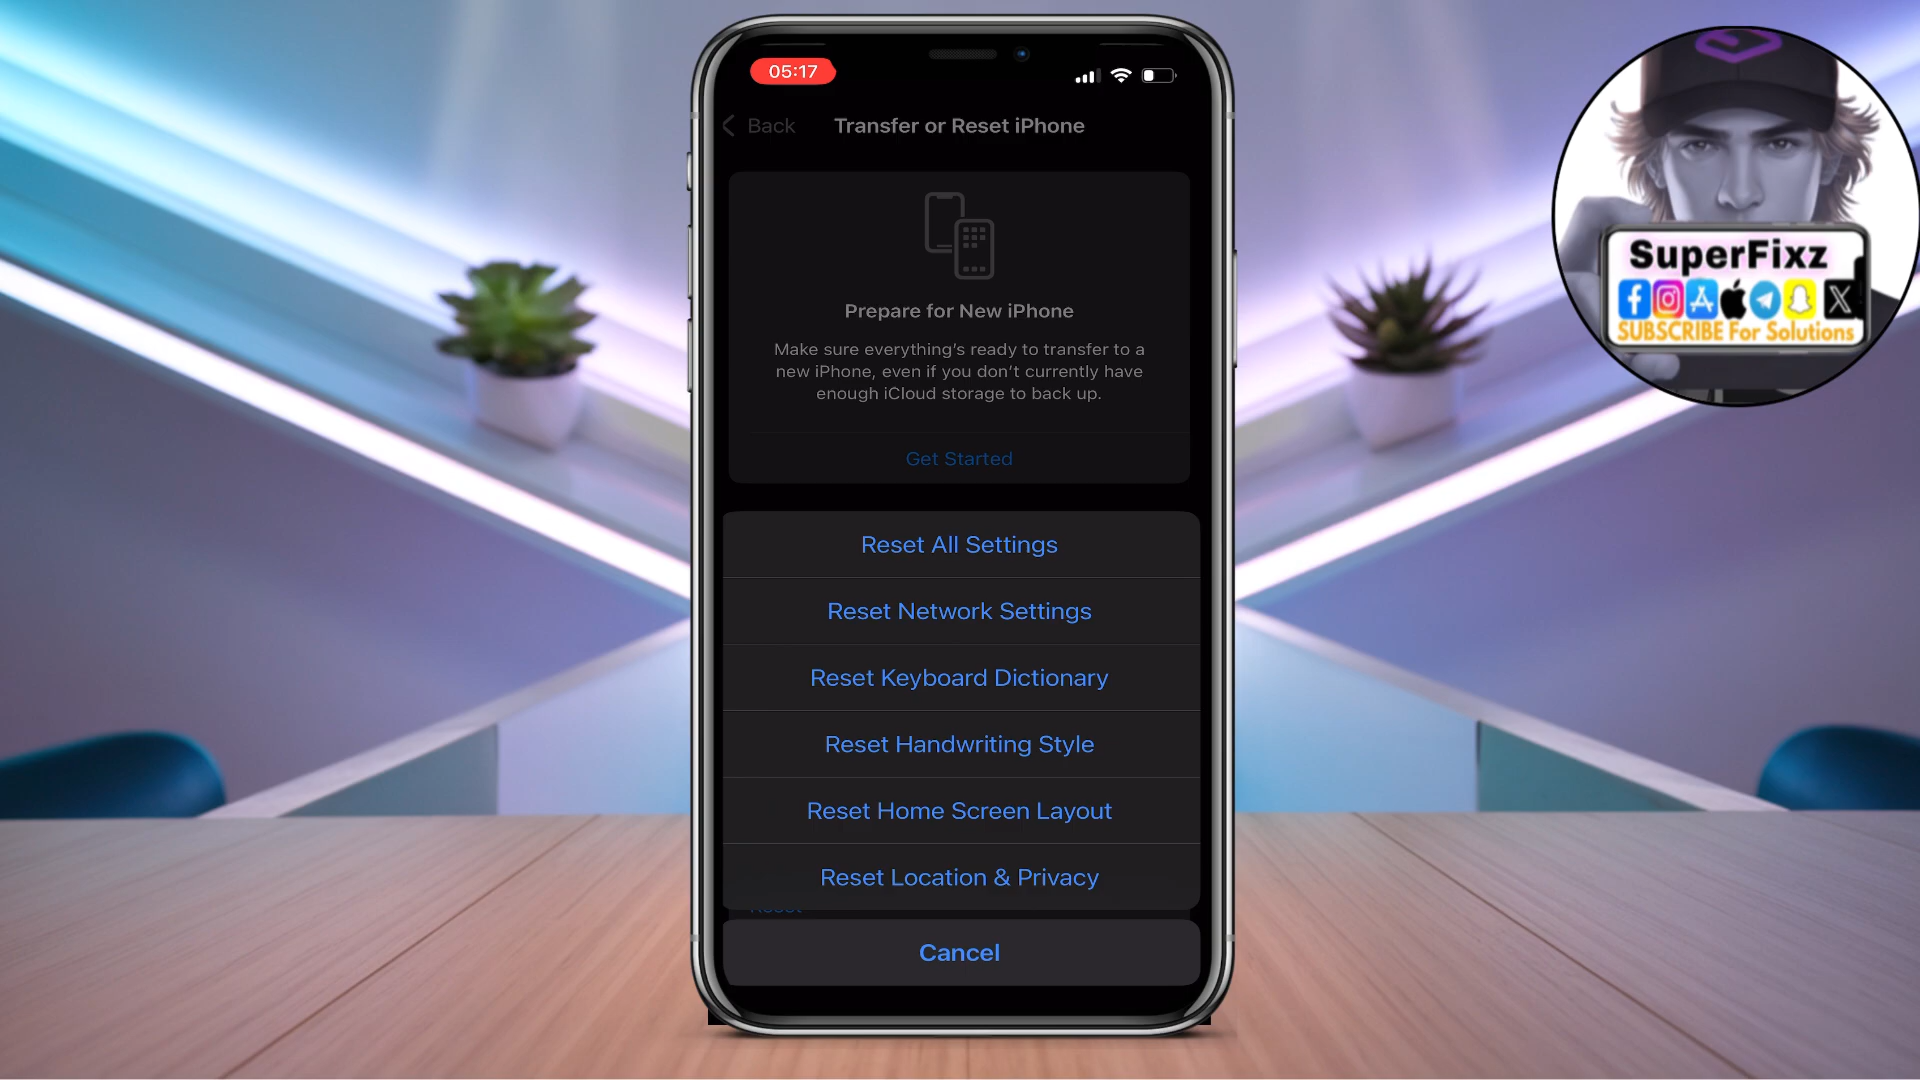 05:17
Back
Transfer or Reset iPhone
Prepare for New iPhone
Make sure everything's ready to transfer to a
new iPhone, even if you don't currently have
enough iCloud storage to back up.
Get Started
Reset All Settings
Reset Network Settings
Reset Keyboard Dictionary
Reset Handwriting Style
Reset Home Screen Layout
Reset Location & Privacy
Reset
Cancel
SuperFixz
SUBSCRIBE For Solutions